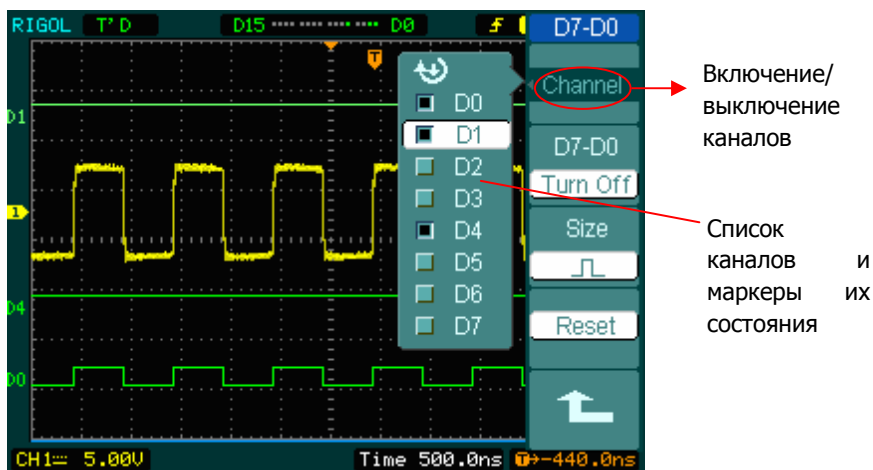 RIGOL T'D D15 D0 D7-D0
T
Channel
D0
D1
D2
D3
D4
D5
D6
D7
D7-D0
Turn Off
Size
Reset
D1
1
D4
D0
CH1 5.00V Time 500.0ns T→-440.0ns
Включение/
выключение
каналов
Список
каналов и
маркеры их
состояния